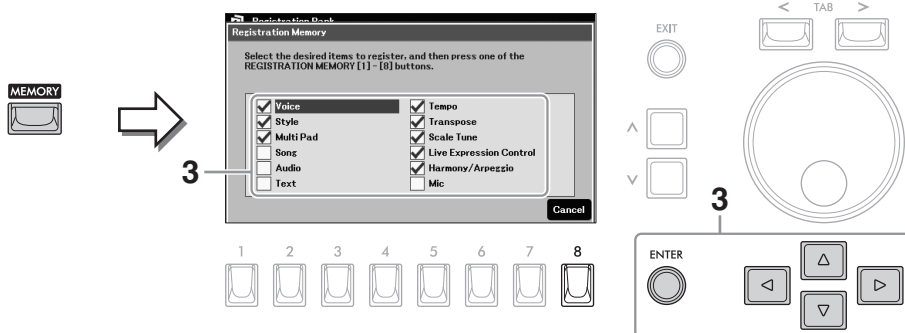 MEMORY
Registration Bank
Registration Memory
Select the desired items to register, and then press one of the
REGISTRATION MEMORY [1] - [8] buttons.
Voice
Style
Multi Pad
Song
Audio
Text
Tempo
Transpose
Scale Tune
Live Expression Control
Harmony/Arpeggio
Mic
Cancel
3
1 2 3 4 5 6 7 8
EXIT
< TAB >
3
ENTER